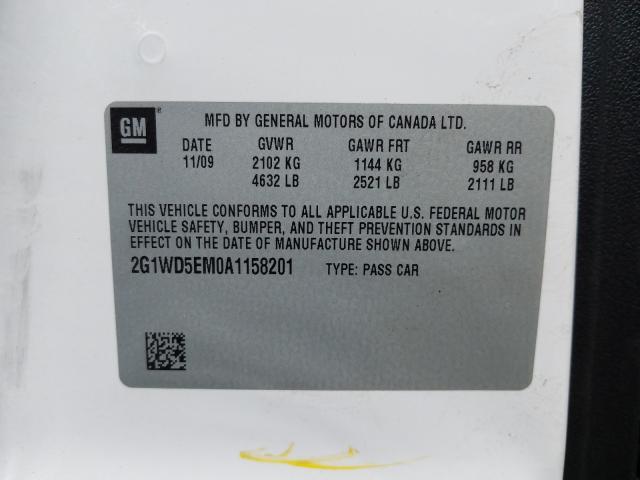 GM ®
MFD BY GENERAL MOTORS OF CANADA LTD.
DATE GVWR GAWR FRT GAWR RR
11/09 2102 KG 1144 KG 958 KG
4632 LB 2521 LB 2111 LB
THIS VEHICLE CONFORMS TO ALL APPLICABLE U.S. FEDERAL MOTOR
VEHICLE SAFETY, BUMPER, AND THEFT PREVENTION STANDARDS IN
EFFECT ON THE DATE OF MANUFACTURE SHOWN ABOVE.
2G1WD5EM0A1158201 TYPE: PASS CAR